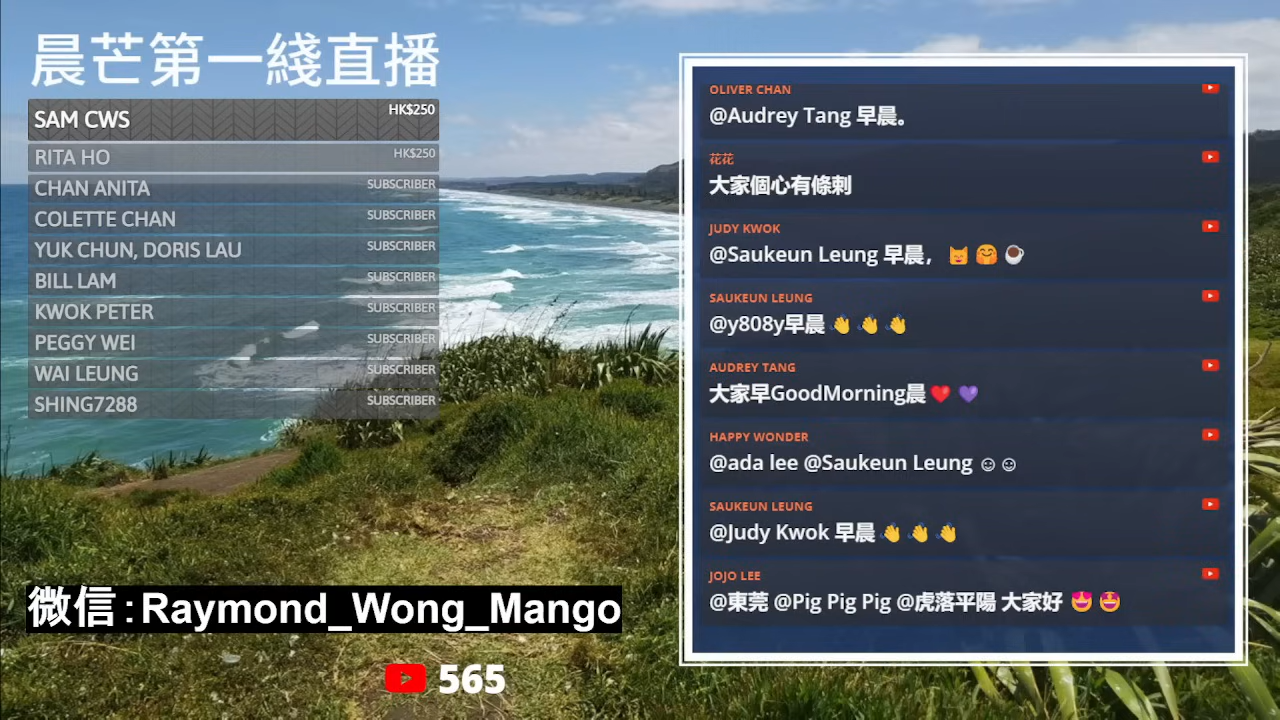 晨芒第一綫直播
SAM CWS HK$250
RITA HO HK$250
CHAN ANITA SUBSCRIBER
COLETTE CHAN SUBSCRIBER
YUK CHUN, DORIS LAU SUBSCRIBER
BILL LAM SUBSCRIBER
KWOK PETER SUBSCRIBER
PEGGY WEI SUBSCRIBER
WAI LEUNG SUBSCRIBER
SHING7288 SUBSCRIBER
微信:Raymond_Wong_Mango
565
OLIVER CHAN
@Audrey Tang 早晨。
花花
大家個心有條刺
JUDY KWOK
@Saukeun Leung 早晨， 😸 🤗 ☕
SAUKEUN LEUNG
@y808y早晨 👋 👋 👋
AUDREY TANG
大家早GoodMorning晨 ❤️ 💜
HAPPY WONDER
@ada lee @Saukeun Leung ☺ ☺
SAUKEUN LEUNG
@Judy Kwok 早晨 👋 👋 👋
JOJO LEE
@東莞 @Pig Pig Pig @虎落平陽 大家好 😍 🤩